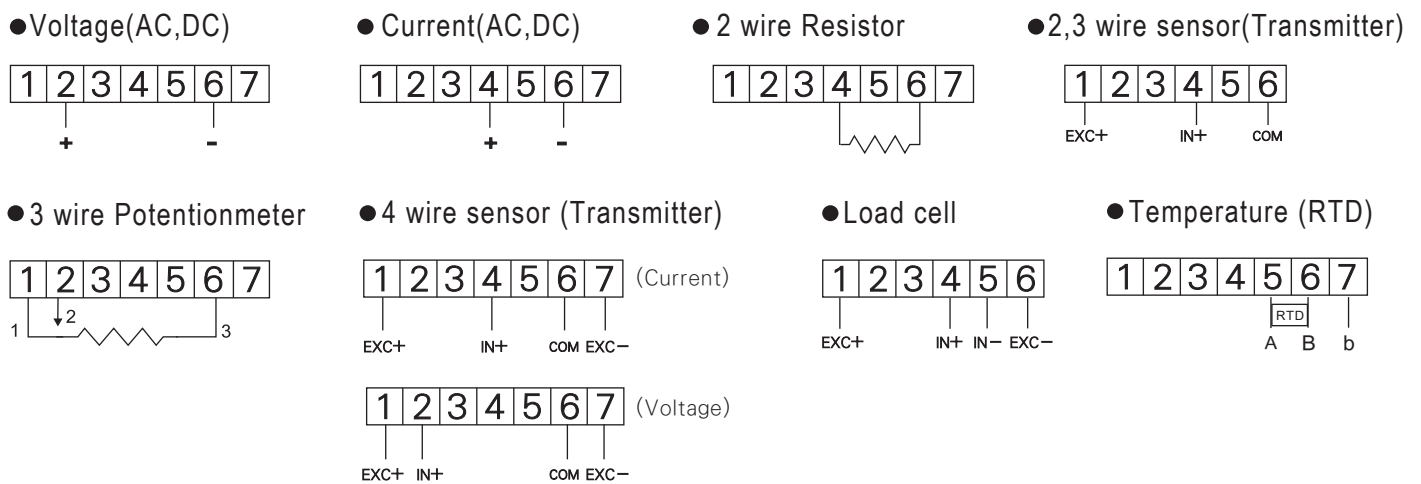 ●Voltage(AC,DC)
1 2 3 4 5 6 7
+ -
●Current(AC,DC)
1 2 3 4 5 6 7
+ -
●2 wire Resistor
1 2 3 4 5 6 7
●2,3 wire sensor(Transmitter)
1 2 3 4 5 6
EXC+ IN+ COM
●3 wire Potentionmeter
1 2 3 4 5 6 7
1 2 3
●4 wire sensor (Transmitter)
1 2 3 4 5 6 7 (Current)
EXC+ IN+ COM EXC-
1 2 3 4 5 6 7 (Voltage)
EXC+ IN+ COM EXC-
●Load cell
1 2 3 4 5 6
EXC+ IN+ IN- EXC-
●Temperature (RTD)
1 2 3 4 5 6 7
RTD
A B b